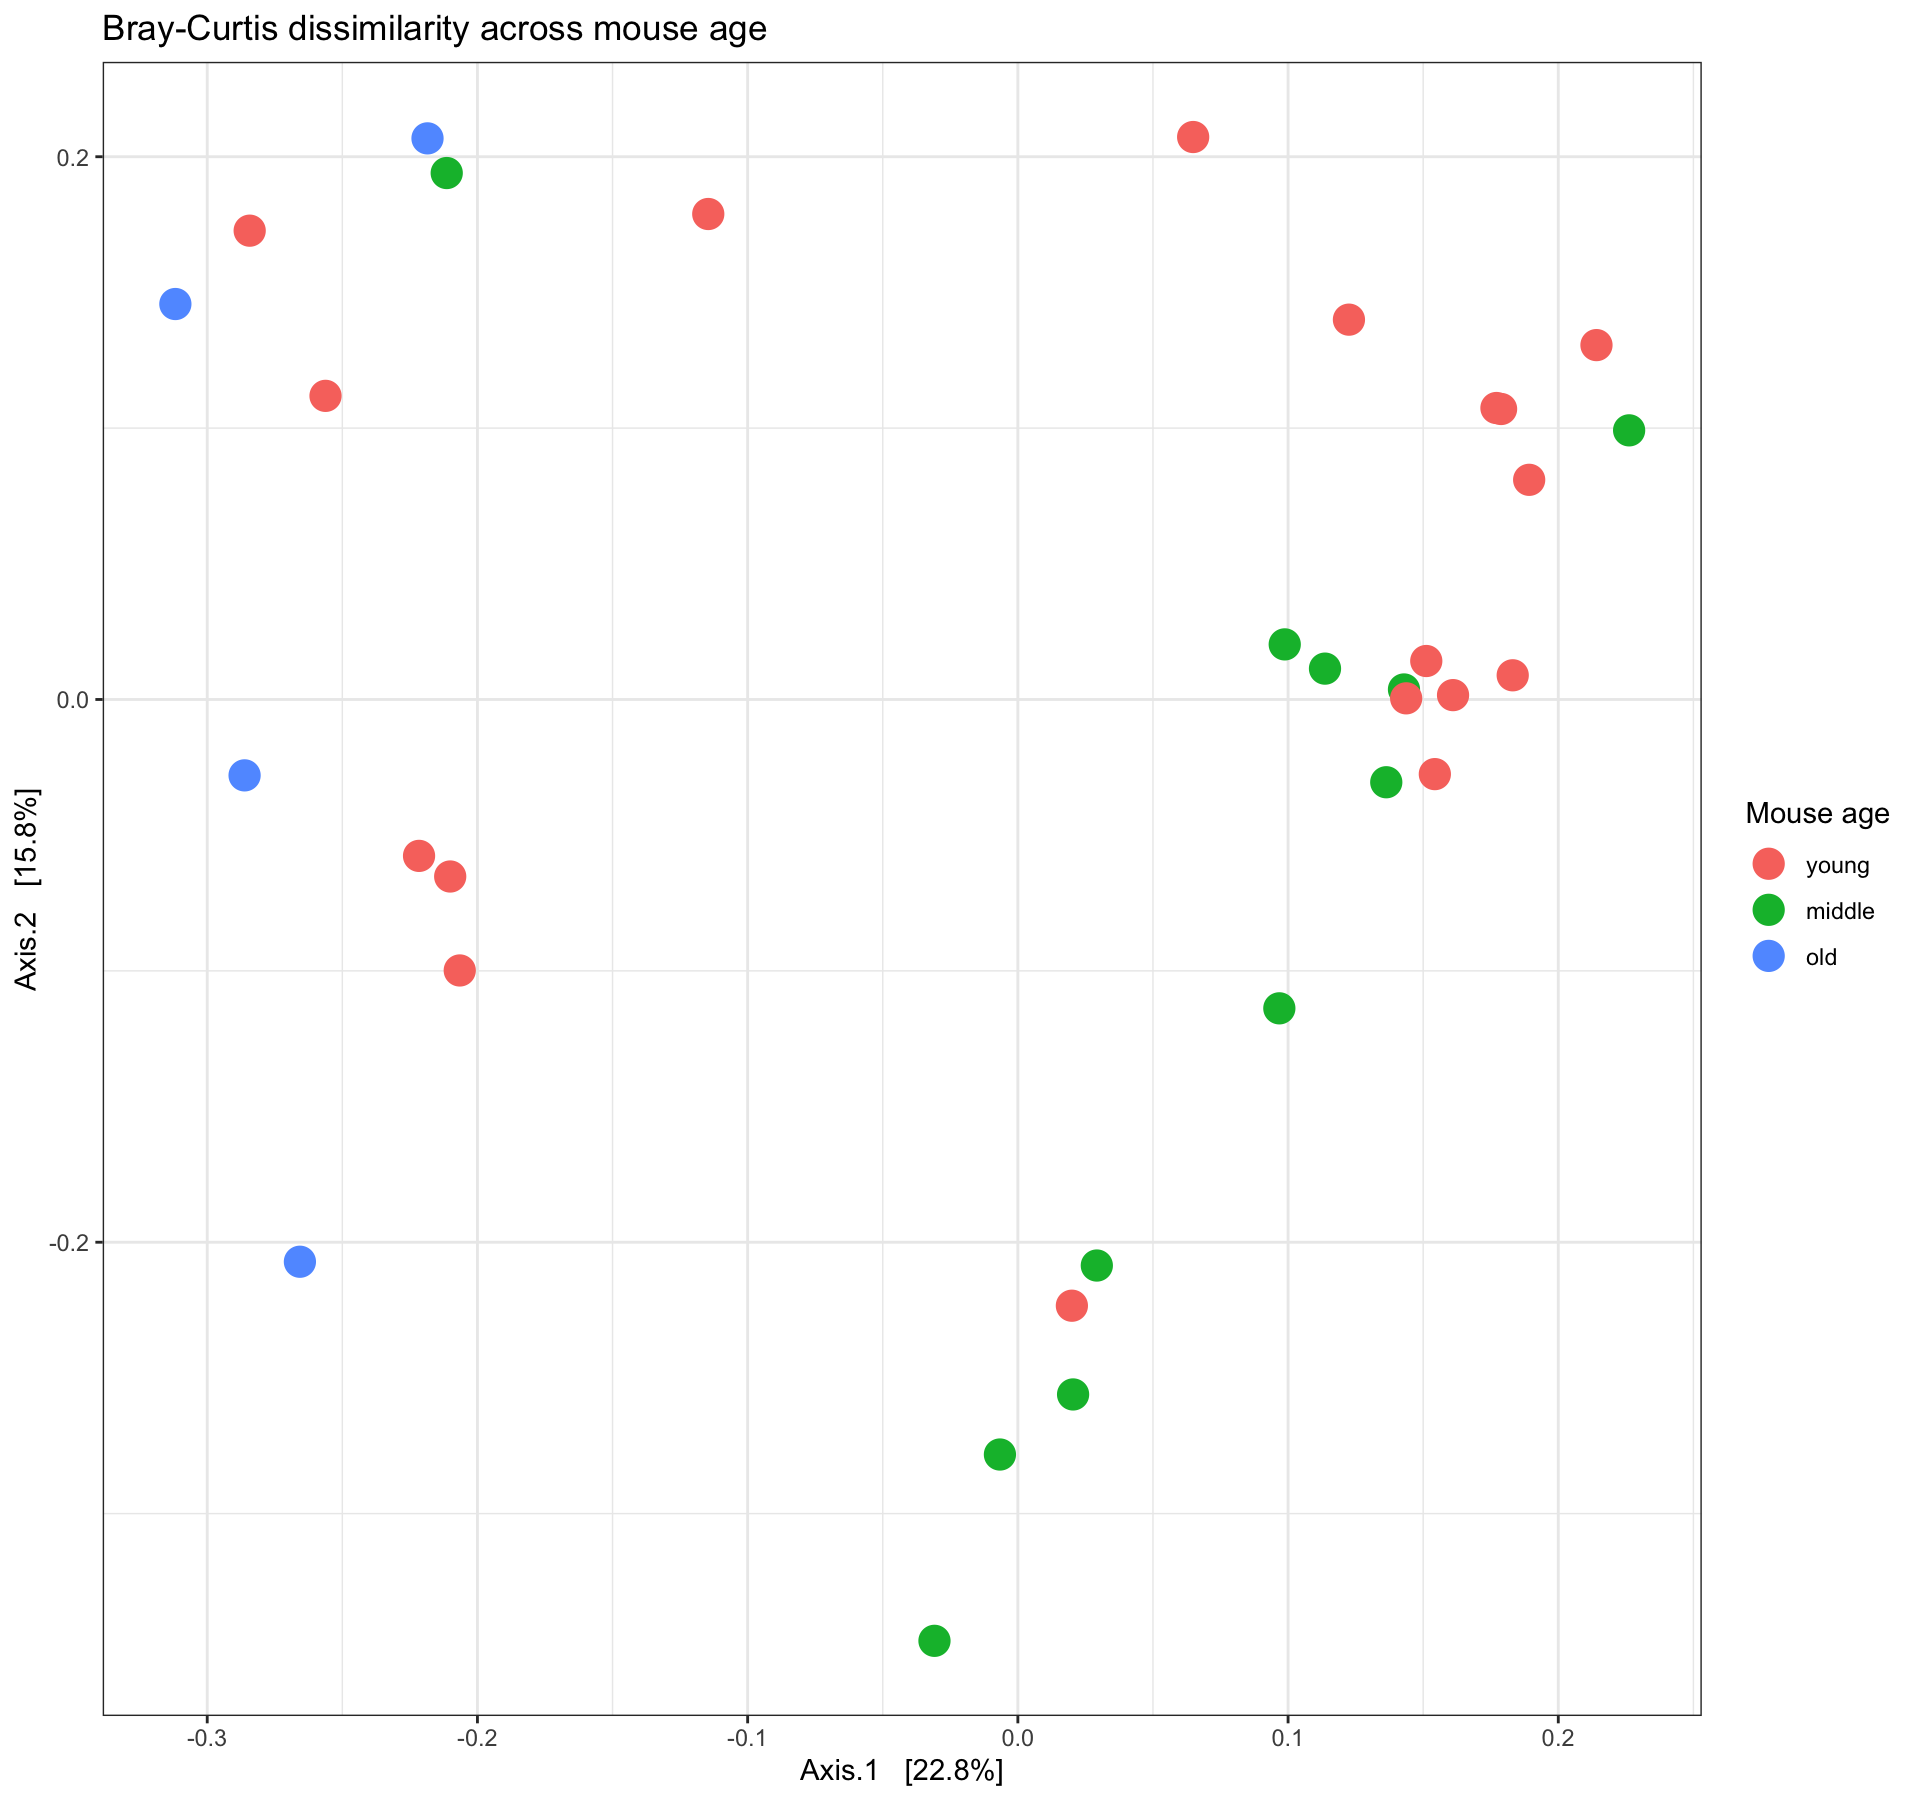 Bray-Curtis dissimilarity across mouse age
0.2
0.0
-0.2
Axis.2 [15.8%]
-0.3
-0.2
-0.1
0.0
0.1
0.2
Axis.1 [22.8%]
Mouse age
young
middle
old